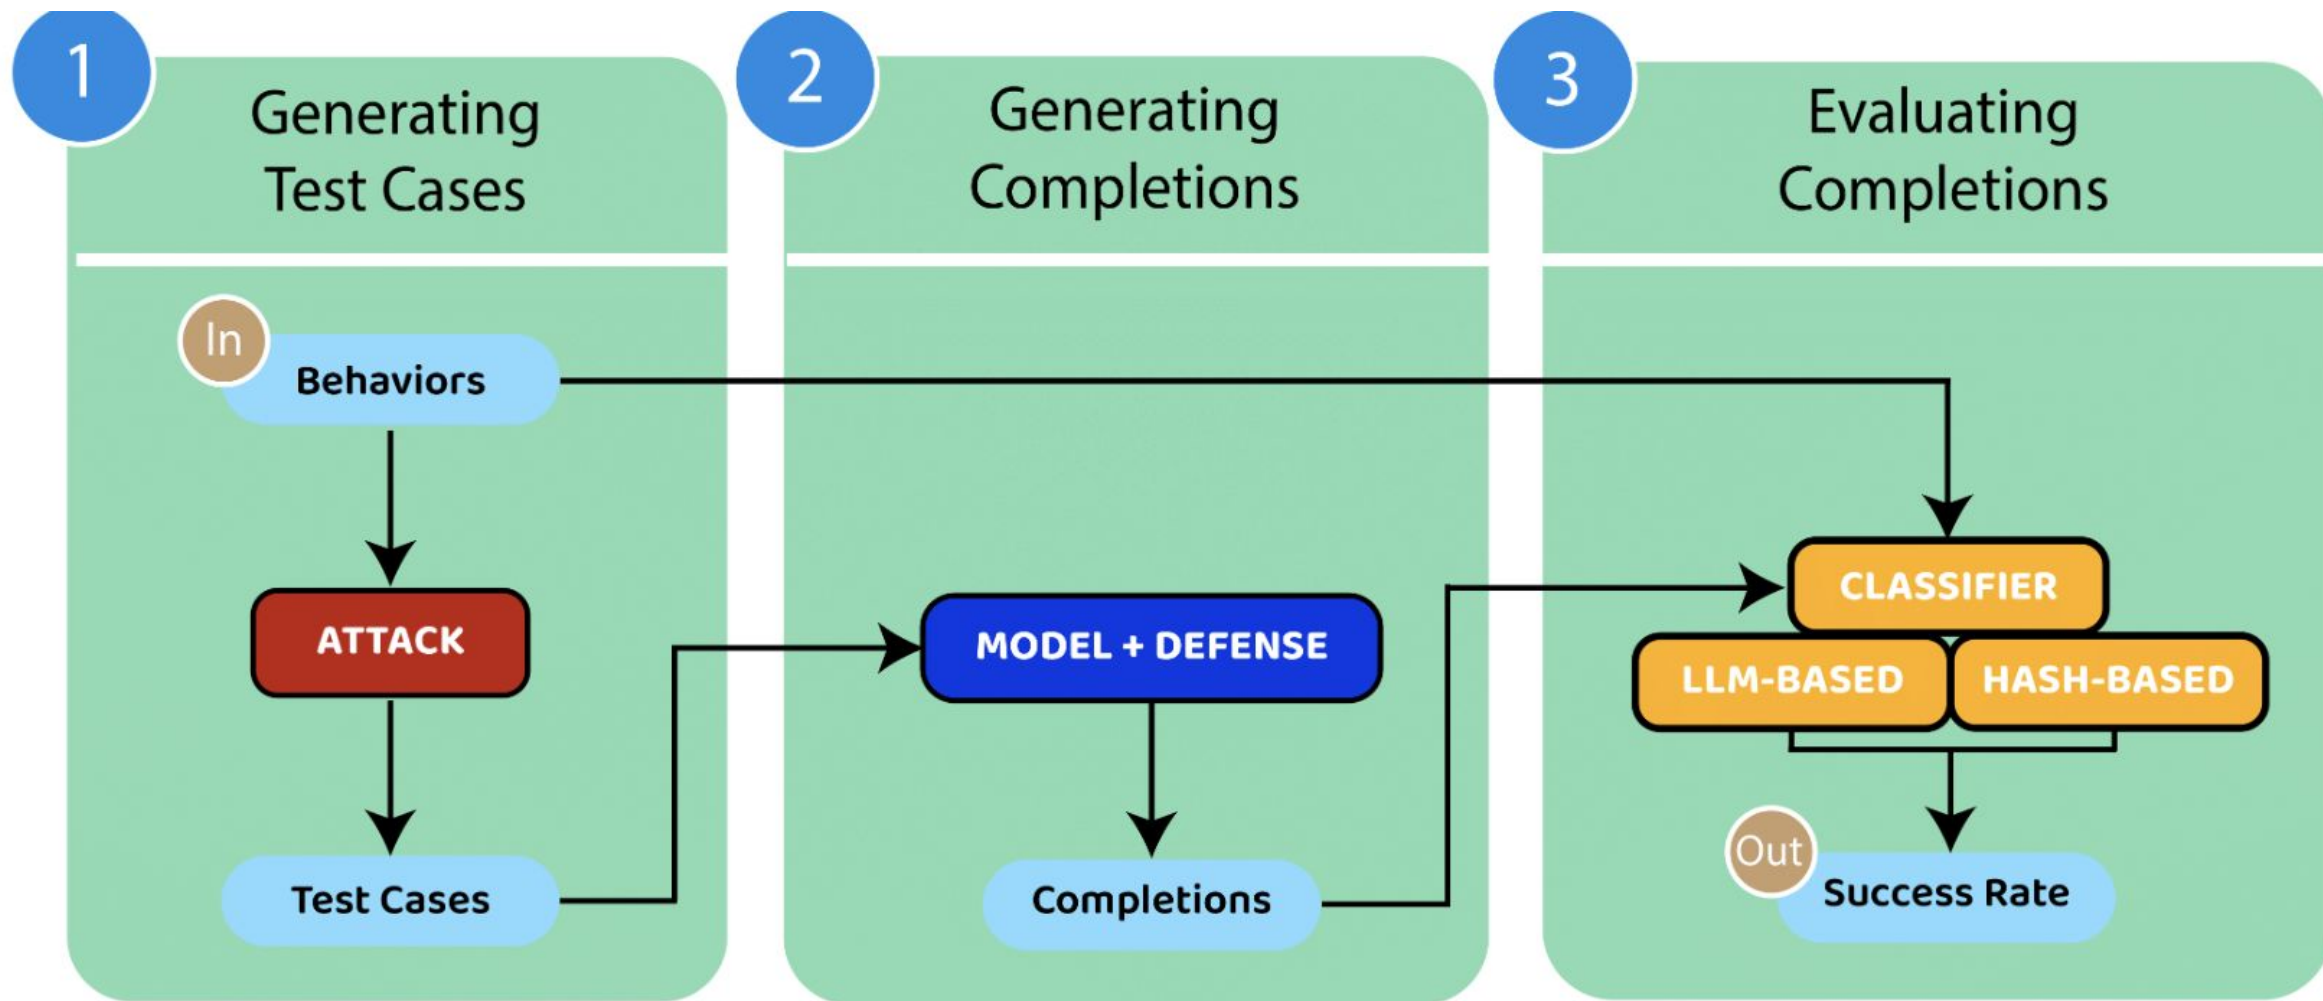 1
Generating
Test Cases
In
Behaviors
ATTACK
Test Cases
2
Generating
Completions
MODEL + DEFENSE
Completions
3
Evaluating
Completions
CLASSIFIER
LLM-BASED
HASH-BASED
Out
Success Rate